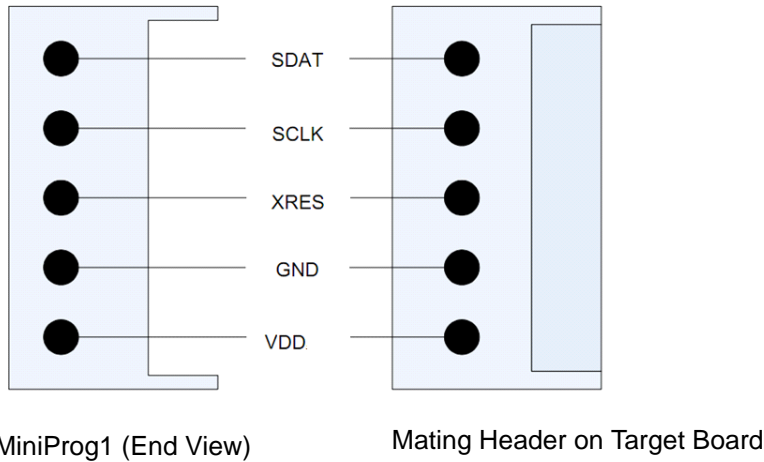 SDAT
SCLK
XRES
GND
VDD
MiniProg1 (End View)
Mating Header on Target Board